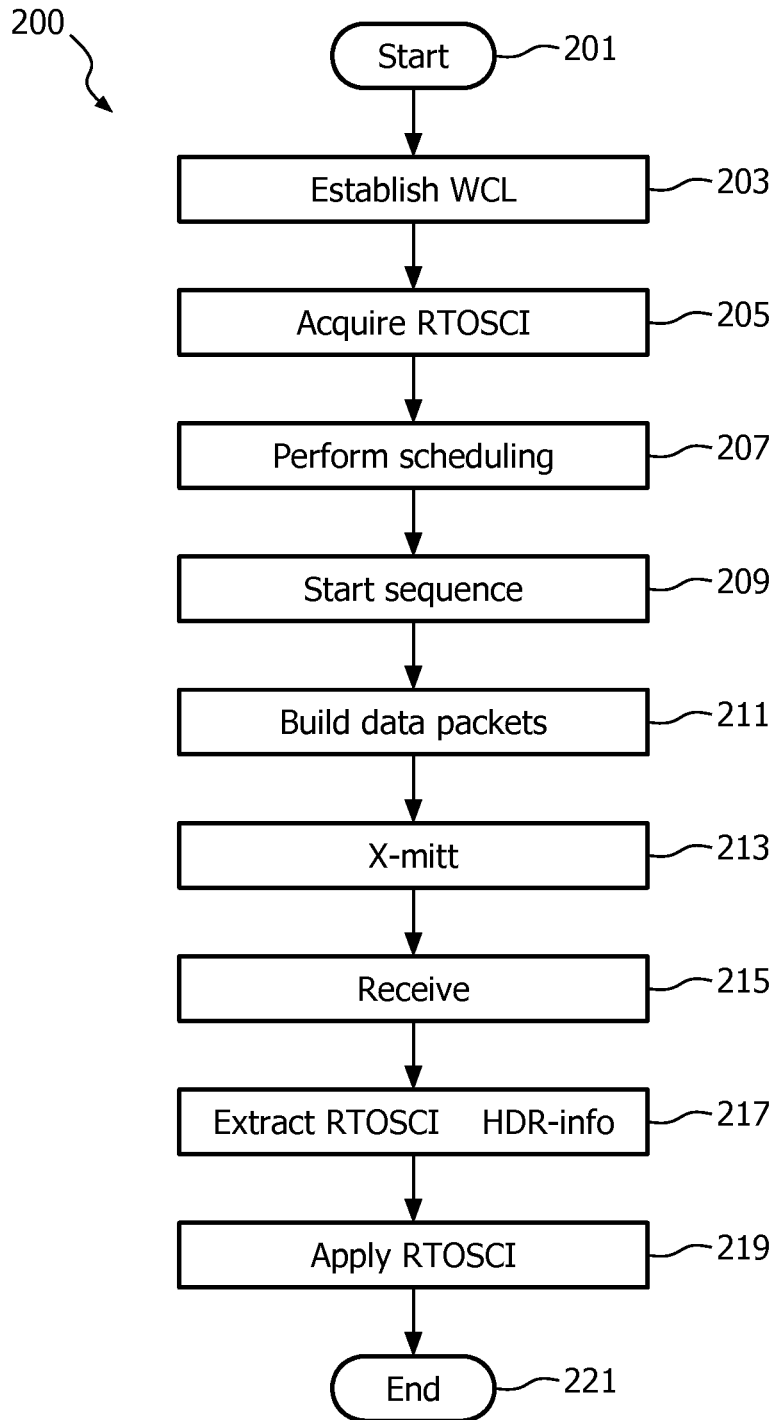 200
Start 201
Establish WCL 203
Acquire RTOSCI 205
Perform scheduling 207
Start sequence 209
Build data packets 211
X-mitt 213
Receive 215
Extract RTOSCI HDR-info 217
Apply RTOSCI 219
End 221